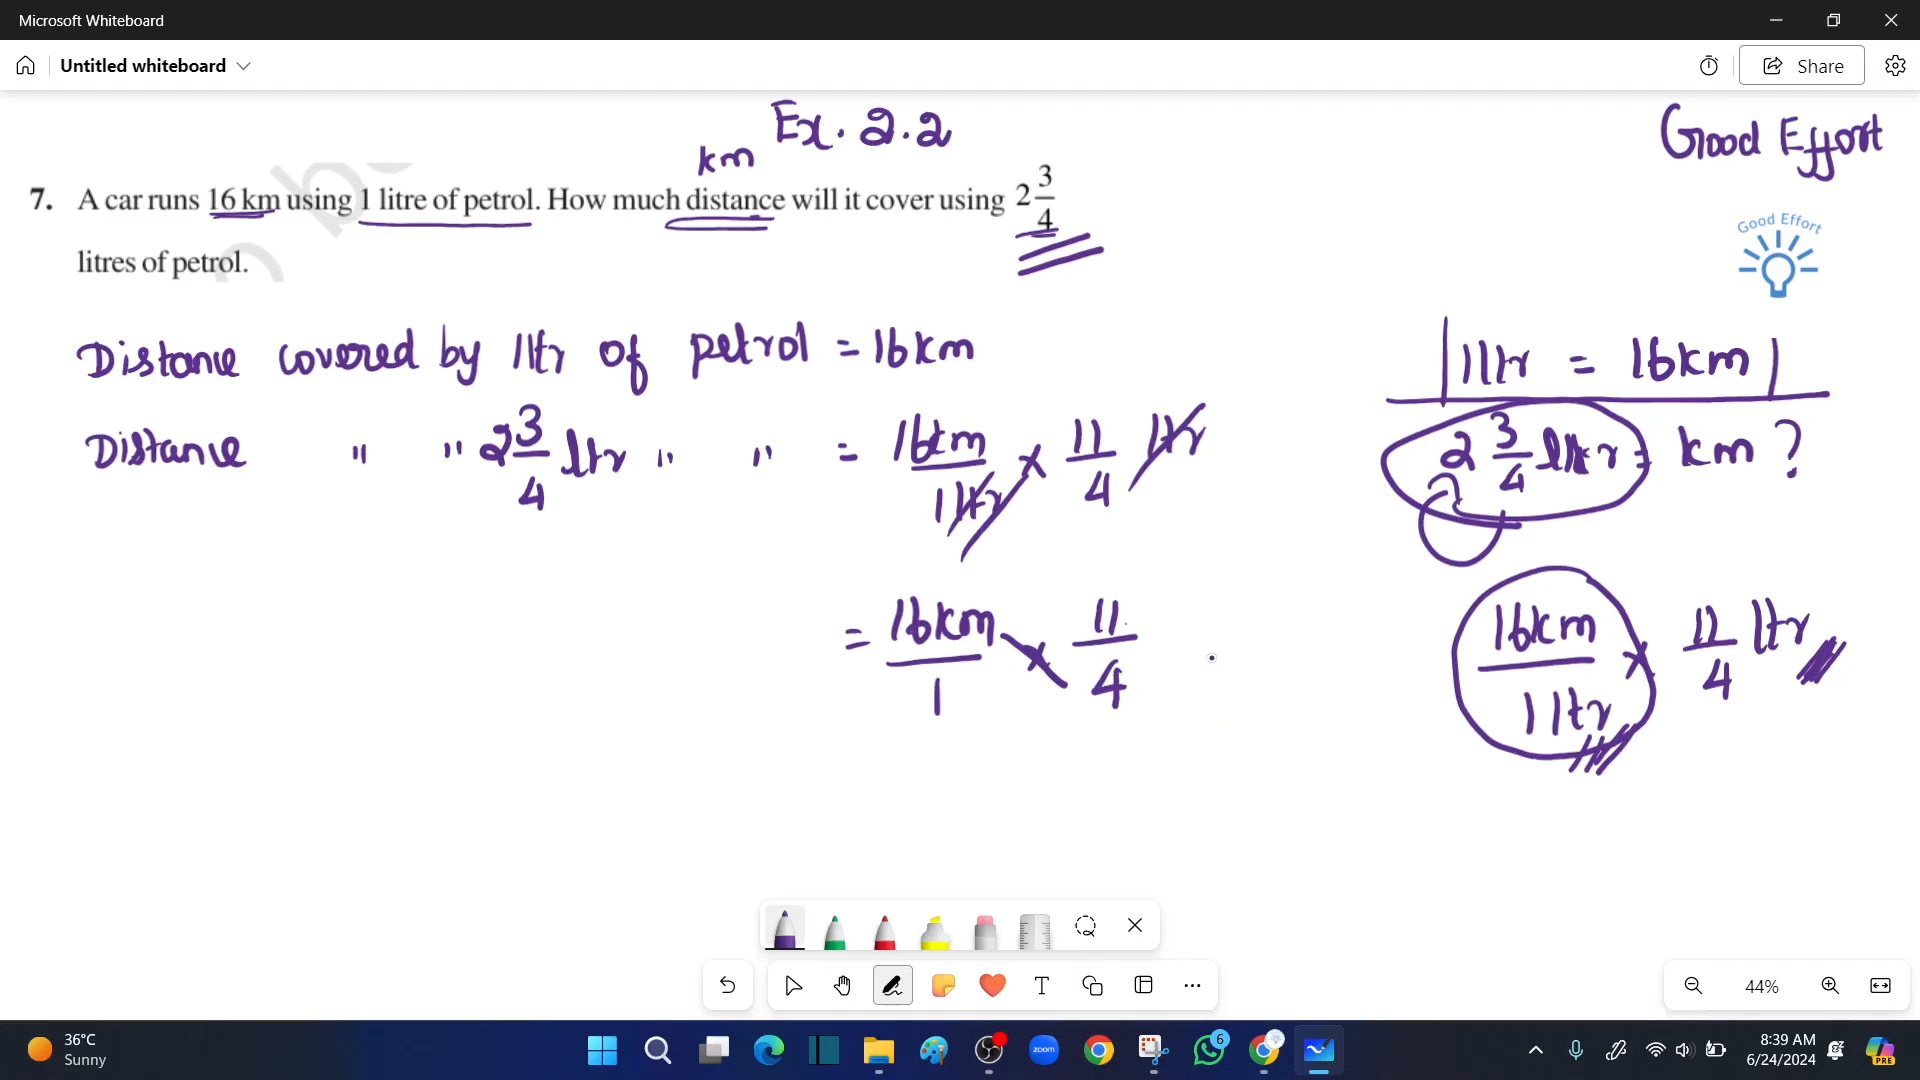 Microsoft Whiteboard
Untitled whiteboard
Share
Ex. 2.2
Good Effort
km
7. A car runs 16 km using 1 litre of petrol. How much distance will it cover using 2 3/4
litres of petrol.
Good Effort
Distance covered by 1ltr of petrol = 16km
1ltr = 16km
Distance " " 2 3/4 ltr " " = 16km/1ltr × 11/4 ltr
2 3/4 ltr = km ?
= 16km/1 × 11/4
16km/1ltr × 11/4 ltr
44%
36°C
Sunny
zoom
6
8:39 AM
6/24/2024
PRE